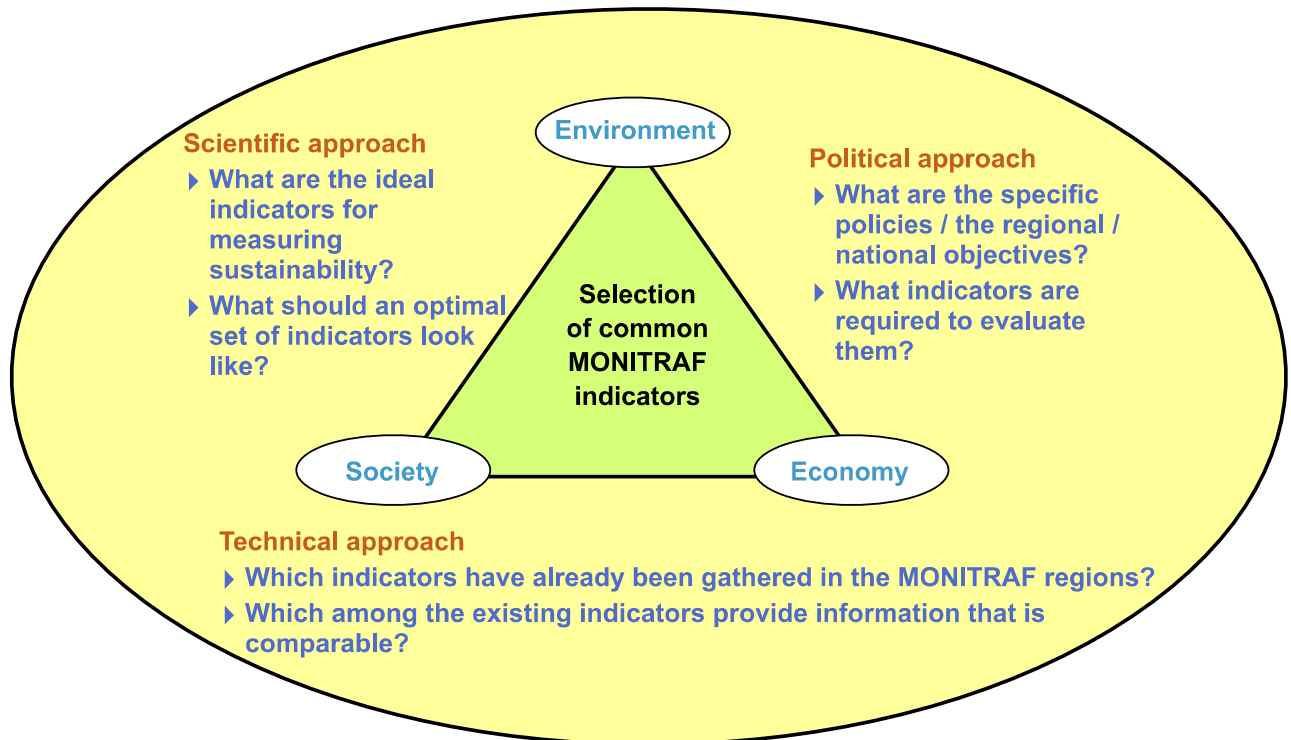 Environment
Scientific approach
What are the ideal
indicators for
measuring
sustainability?
What should an optimal
set of indicators look
like?
Political approach
What are the specific
policies / the regional /
national objectives?
What indicators are
required to evaluate
them?
Selection
of common
MONITRAF
indicators
Society
Economy
Technical approach
Which indicators have already been gathered in the MONITRAF regions?
Which among the existing indicators provide information that is
comparable?